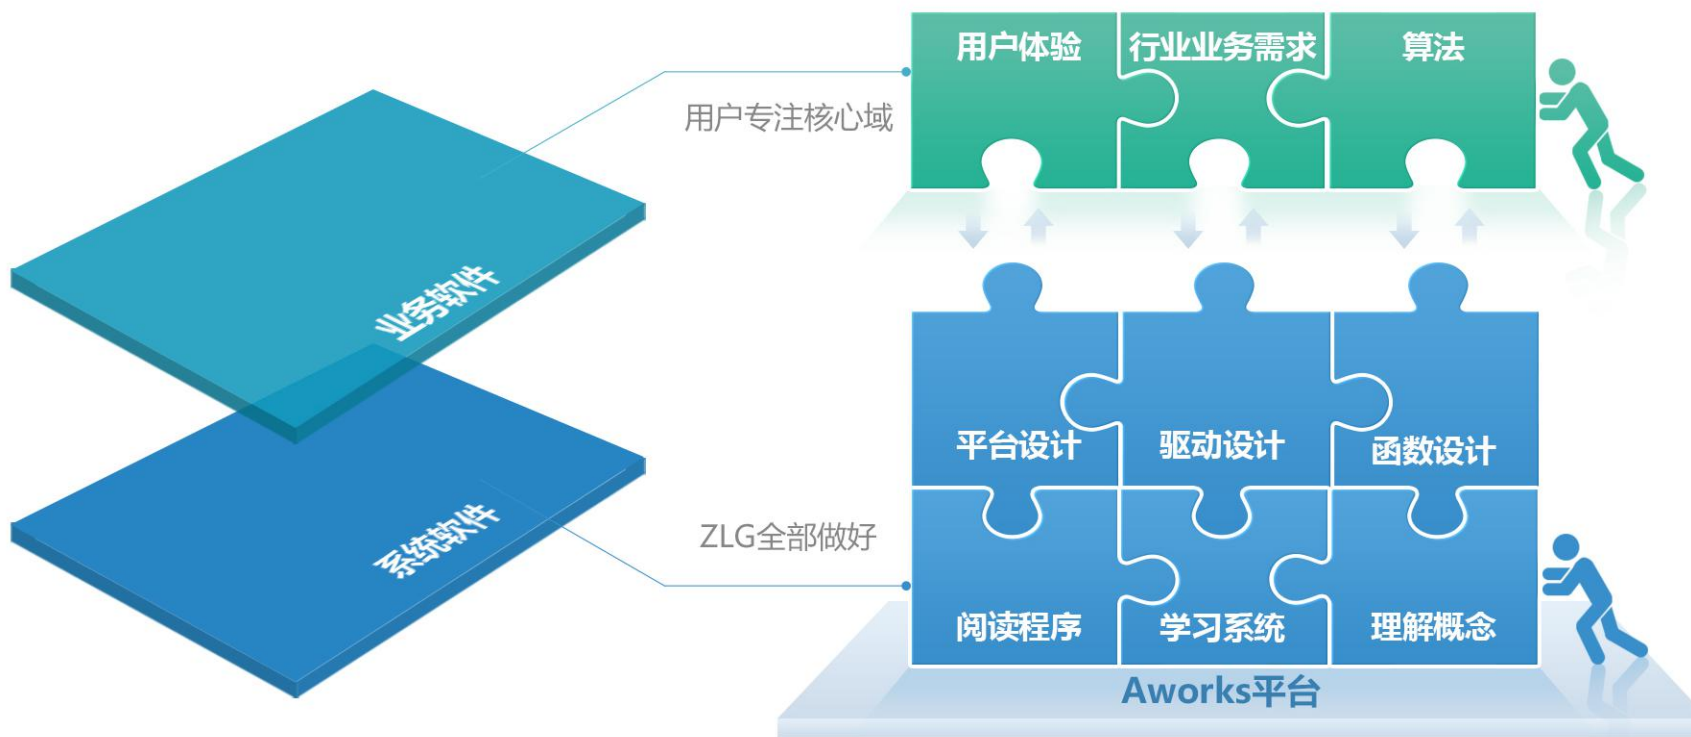 用户体验
行业业务需求
算法
用户专注核心域
业务软件
平台设计
驱动设计
函数设计
系统软件
ZLG全部做好
阅读程序
学习系统
理解概念
Aworks平台